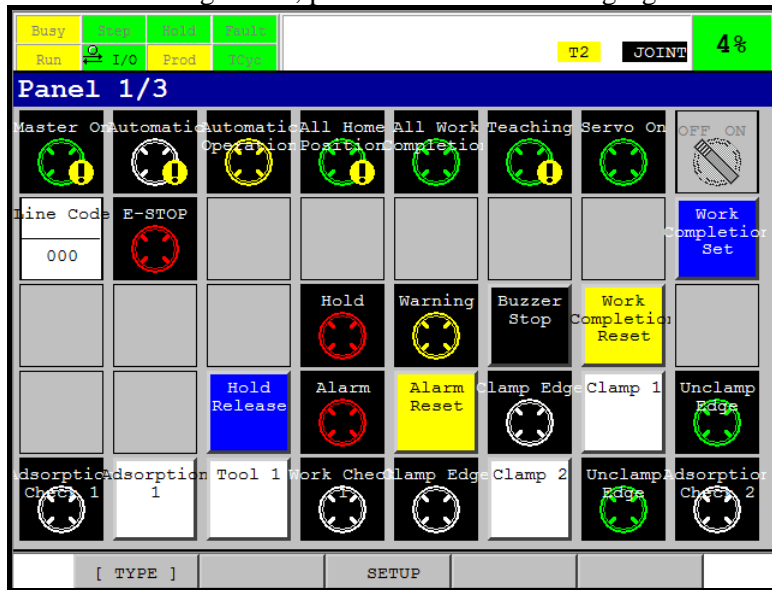 Busy Step Hold Fault
Run I/O Prod TCyc T2 JOINT 4%
Panel 1/3
Master On Automatic Automatic Operation All Home Position All Work Completion Teaching Servo On OFF ON
Line Code 000 E-STOP Work Completion Set
Hold Warning Buzzer Stop Work Completion Reset
Hold Release Alarm Alarm Reset Clamp Edge Clamp 1 Unclamp Edge
Adsorption Check 1 Adsorption 1 Tool 1 Work Check 1 Clamp Edge Clamp 2 Unclamp Edge Adsorption Check 2
[ TYPE ] SETUP